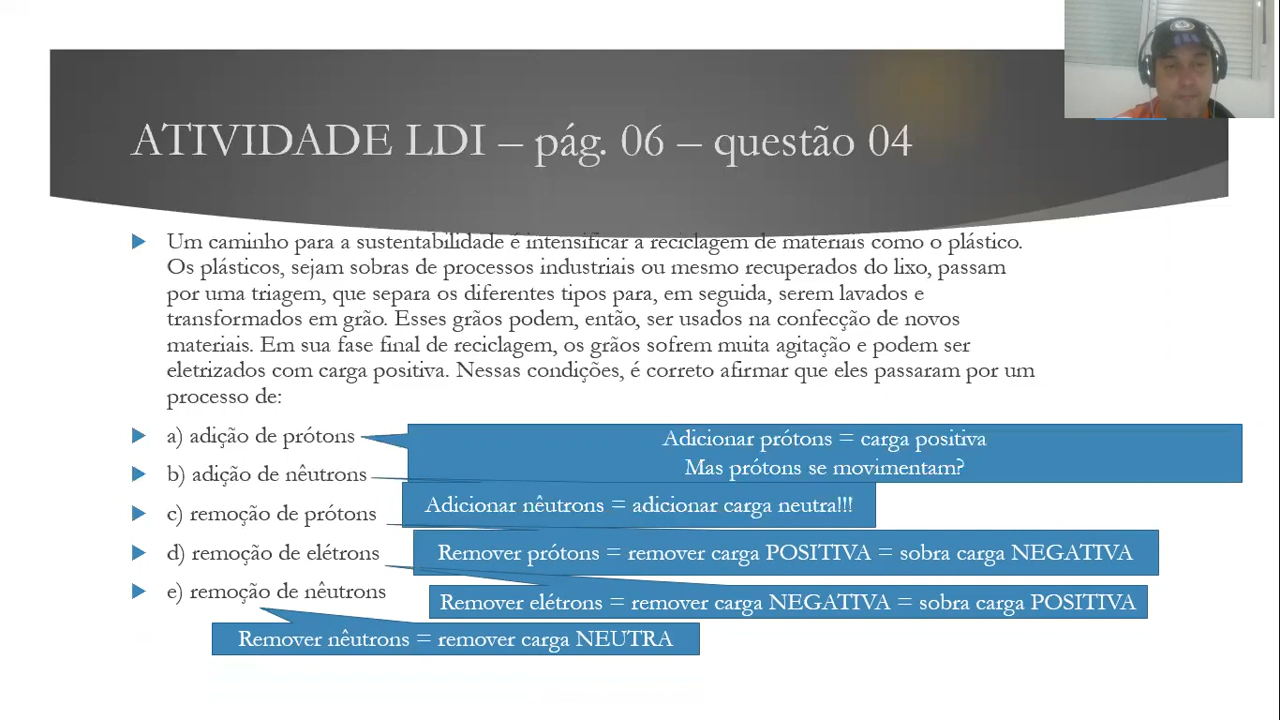 ATIVIDADE LDI – pág. 06 – questão 04
Um caminho para a sustentabilidade é intensificar a reciclagem de materiais como o plástico.
Os plásticos, sejam sobras de processos industriais ou mesmo recuperados do lixo, passam
por uma triagem, que separa os diferentes tipos para, em seguida, serem lavados e
transformados em grão. Esses grãos podem, então, ser usados na confecção de novos
materiais. Em sua fase final de reciclagem, os grãos sofrem muita agitação e podem ser
eletrizados com carga positiva. Nessas condições, é correto afirmar que eles passaram por um
processo de:
a) adição de prótons
Adicionar prótons = carga positiva
Mas prótons se movimentam?
b) adição de nêutrons
Adicionar nêutrons = adicionar carga neutra!!!
c) remoção de prótons
Remover prótons = remover carga POSITIVA = sobra carga NEGATIVA
d) remoção de elétrons
Remover elétrons = remover carga NEGATIVA = sobra carga POSITIVA
e) remoção de nêutrons
Remover nêutrons = remover carga NEUTRA